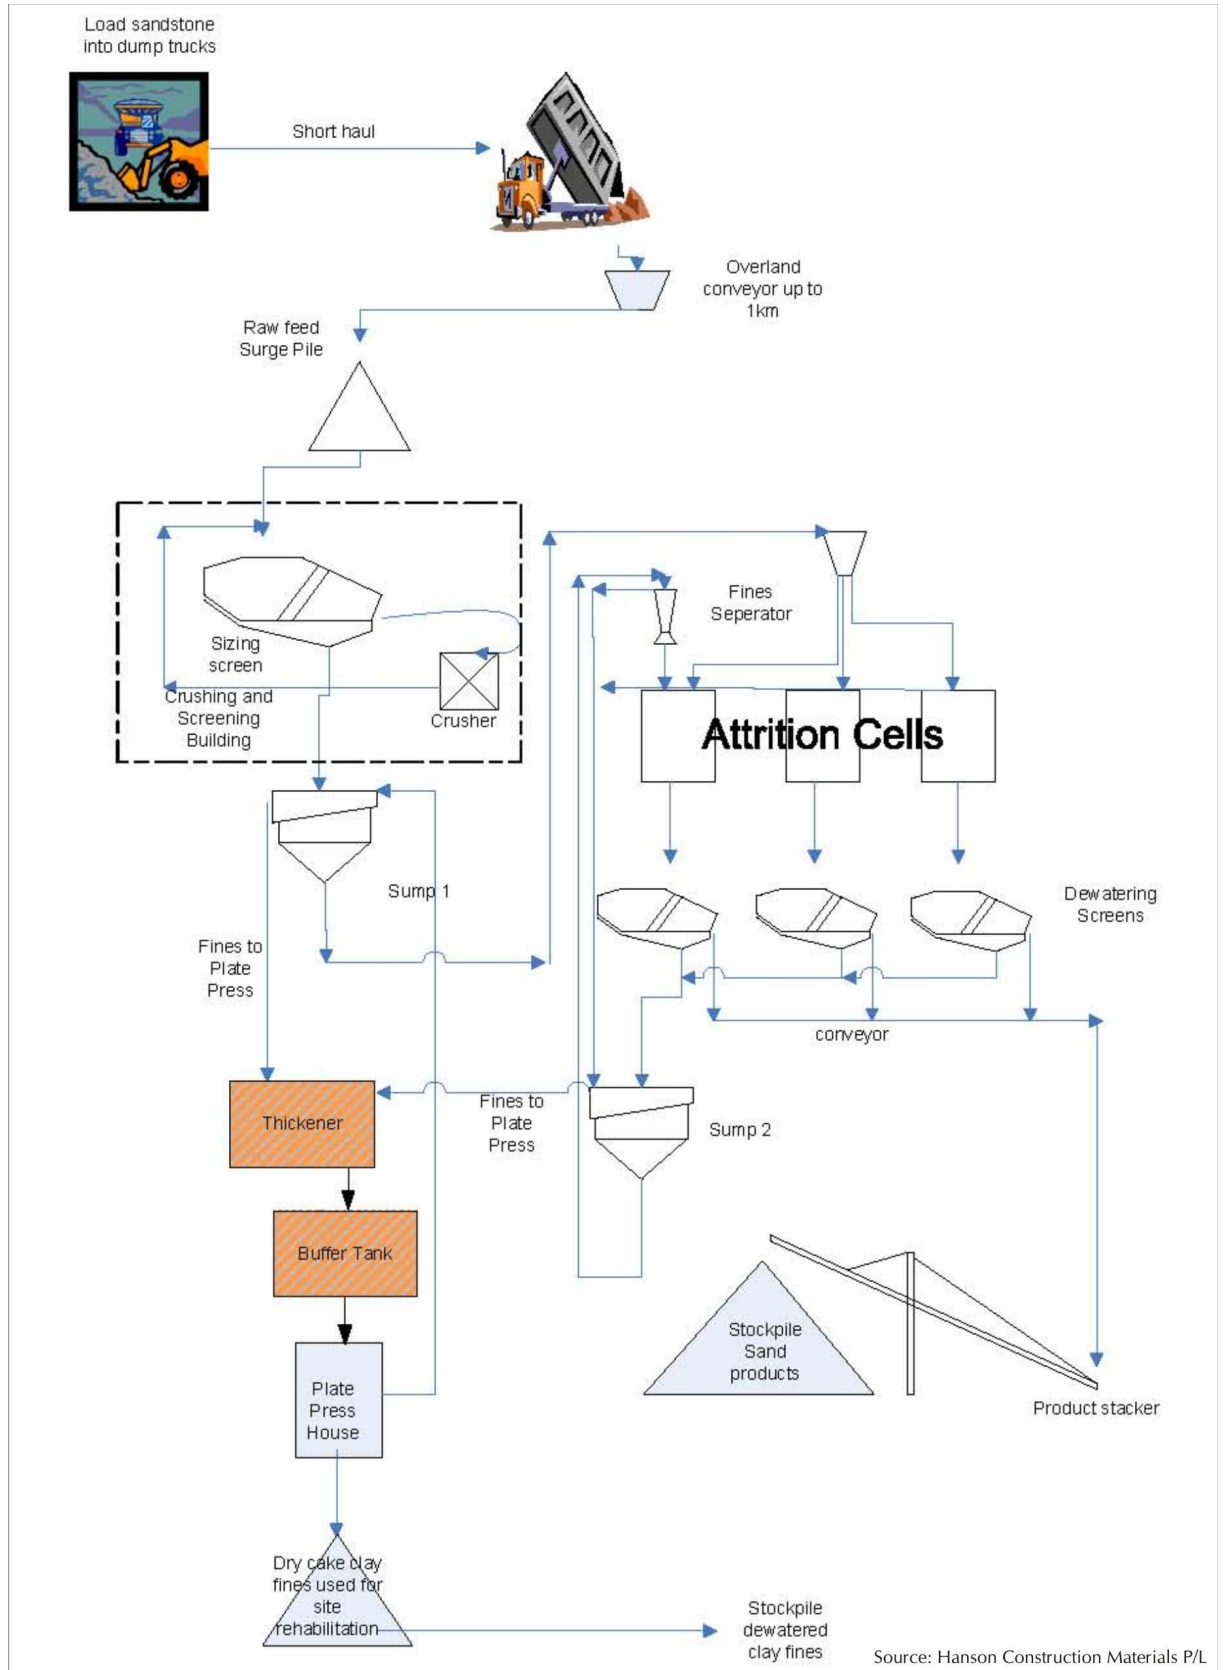 Load sandstone
into dump trucks
Short haul
Overland
conveyor up to
1km
Raw feed
Surge Pile
Sizing
screen
Crushing and
Screening
Building
Crusher
Fines
Seperator
Attrition Cells
Sump 1
Dewatering
Screens
Fines to
Plate
Press
conveyor
Thickener
Fines to
Plate
Press
Sump 2
Buffer Tank
Stockpile
Sand
products
Plate
Press
House
Product stacker
Dry cake clay
fines used for
site
rehabilitation
Stockpile
dewatered
clay fines
Source: Hanson Construction Materials P/L